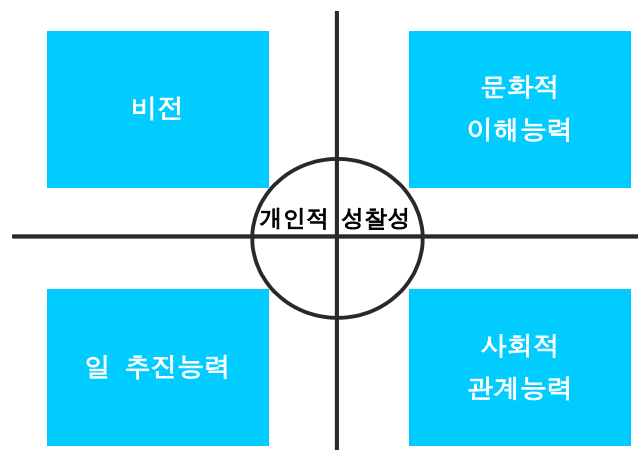 비전
문화적
이해능력
개인적 성찰성
일 추진능력
사회적
관계능력